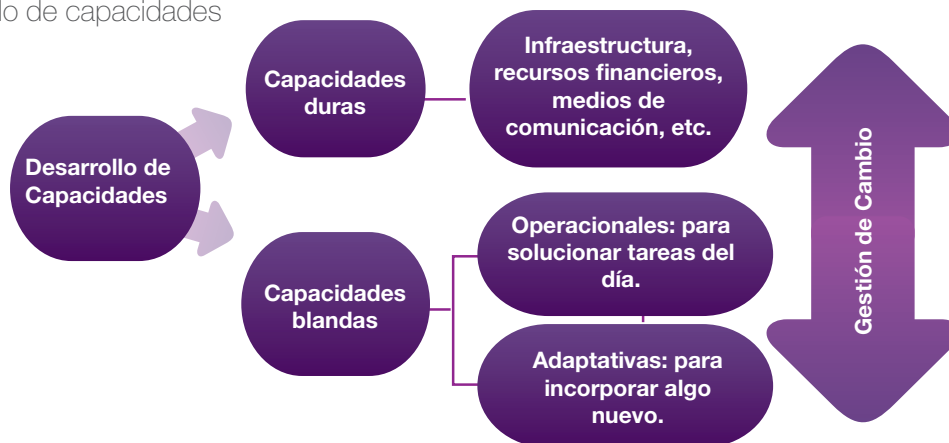 de capacidades
Capacidades
duras
Infraestructura,
recursos financieros,
medios de
comunicación, etc.
Desarrollo de
Capacidades
Capacidades
blandas
Operacionales: para
solucionar tareas del
día.
Adaptativas: para
incorporar algo
nuevo.
Gestión de Cambio